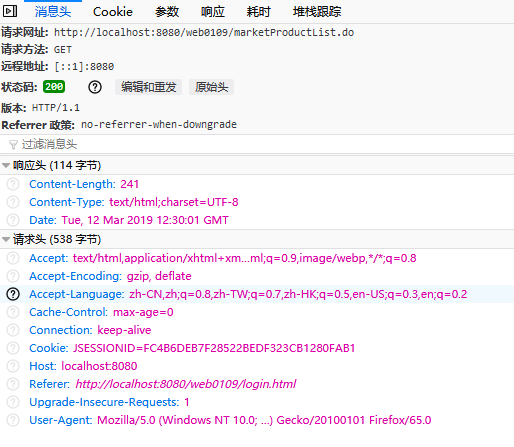 消息头 Cookie 参数 响应 耗时 堆栈跟踪
请求网址: http://localhost:8080/web0109/marketProductList.do
请求方法: GET
远程地址: [::1]:8080
状态码: 200 ? 编辑和重发 原始头
版本: HTTP/1.1
Referrer 政策: no-referrer-when-downgrade
过滤消息头
响应头 (114 字节)
? Content-Length: 241
? Content-Type: text/html;charset=UTF-8
? Date: Tue, 12 Mar 2019 12:30:01 GMT
请求头 (538 字节)
? Accept: text/html,application/xhtml+xm...ml;q=0.9,image/webp,*/*;q=0.8
? Accept-Encoding: gzip, deflate
? Accept-Language: zh-CN,zh;q=0.8,zh-TW;q=0.7,zh-HK;q=0.5,en-US;q=0.3,en;q=0.2
? Cache-Control: max-age=0
? Connection: keep-alive
? Cookie: JSESSIONID=FC4B6DEB7F28522BEDF323CB1280FAB1
? Host: localhost:8080
? Referer: http://localhost:8080/web0109/login.html
? Upgrade-Insecure-Requests: 1
? User-Agent: Mozilla/5.0 (Windows NT 10.0; ...) Gecko/20100101 Firefox/65.0